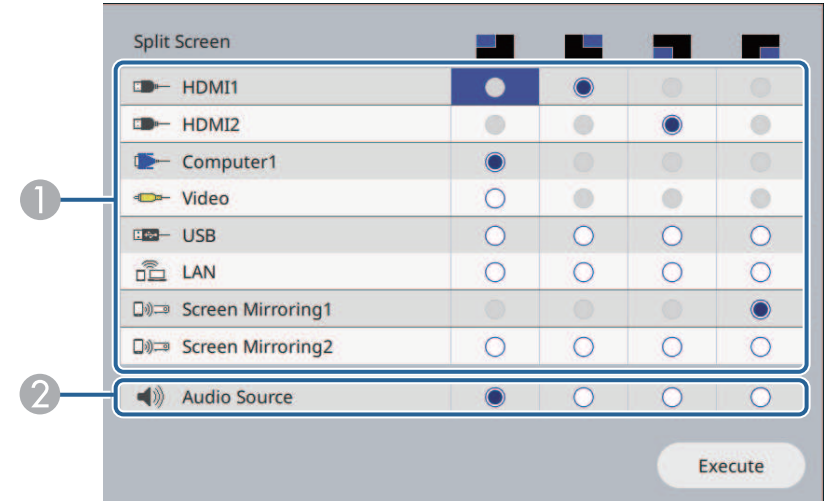 Split Screen
HDMI1
HDMI2
Computer1
1
Video
USB
LAN
Screen Mirroring1
Screen Mirroring2
2
Audio Source
Execute